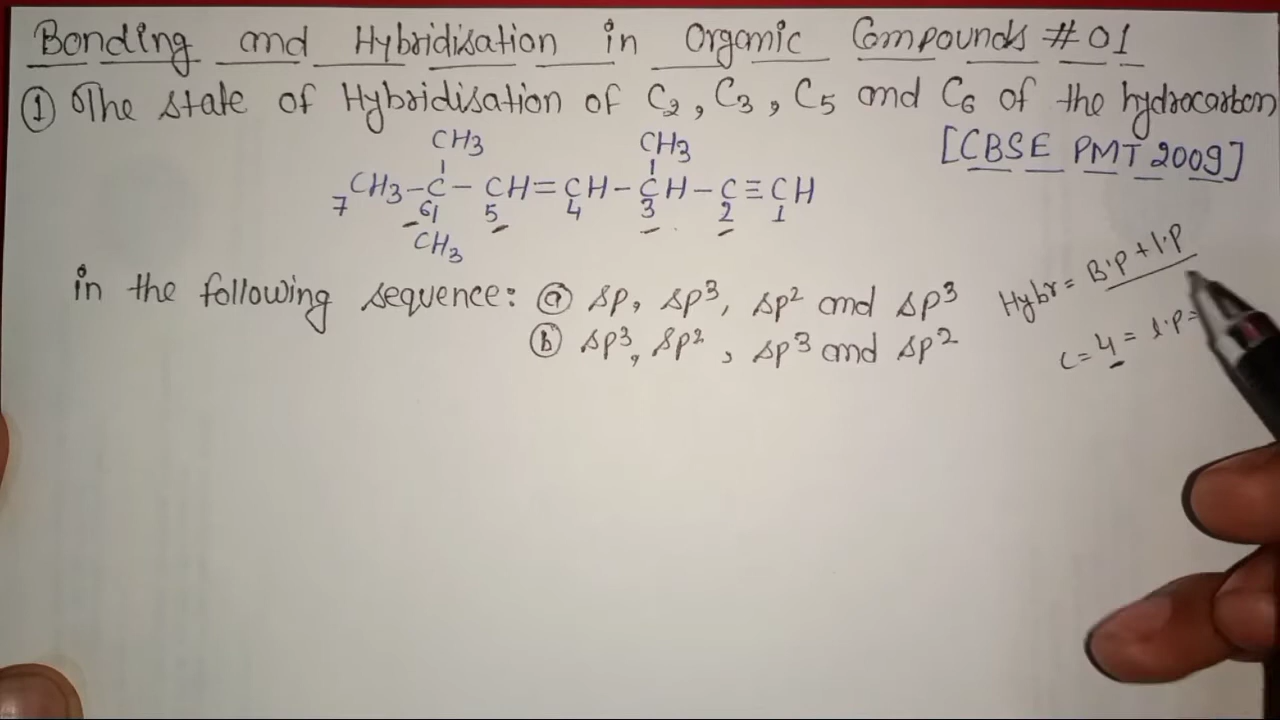 Bonding and Hybridisation in Organic Compounds #01
① The state of Hybridisation of C2, C3, C5 and C6 of the hydrocarbon
[CBSE PMT 2009]
CH3 CH3
CH3-C-CH=CH-CH-C≡CH
7 6 5 4 3 2 1
CH3
in the following sequence: ⓐ sp, sp³, sp² and sp³
ⓑ sp³, sp², sp³ and sp²
Hybr = B.P + l.P
C = 4 = l.P =